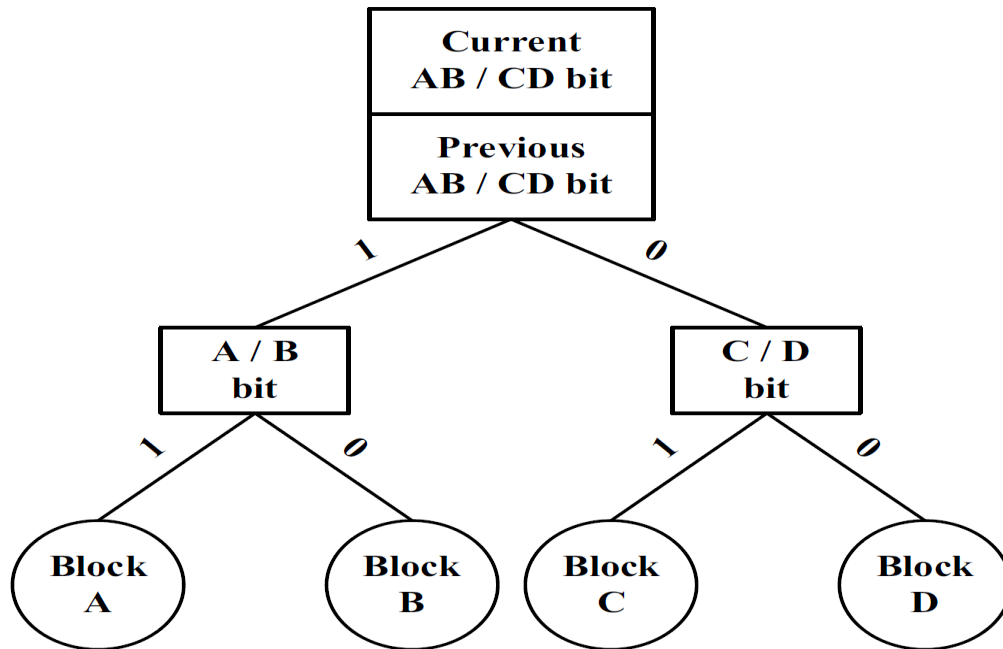 Current
AB / CD bit
Previous
AB / CD bit
1
0
A / B
bit
C / D
bit
1
0
1
0
Block
A
Block
B
Block
C
Block
D